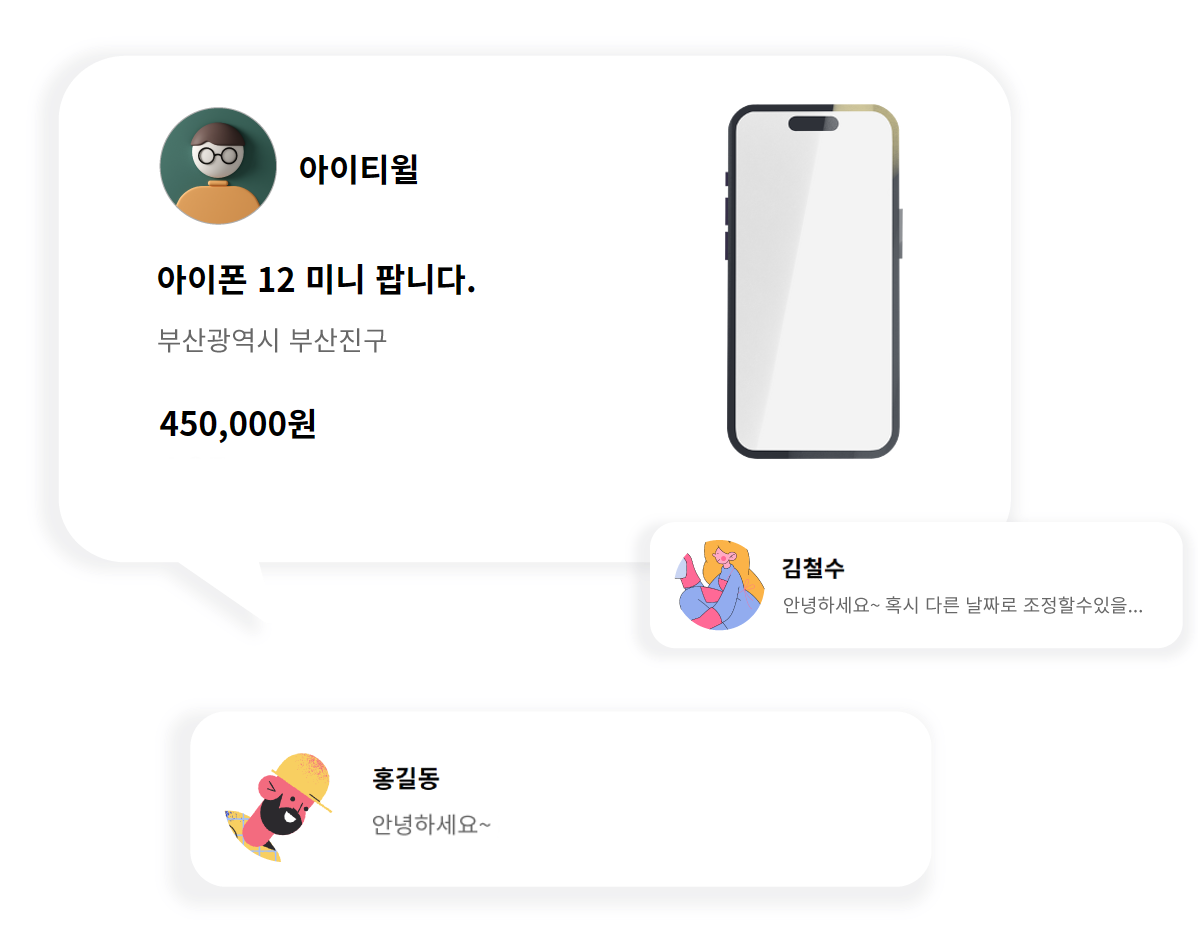 아이티윌
아이폰 12 미니 팝니다.
부산광역시 부산진구
450,000원
김철수
안녕하세요~ 혹시 다른 날짜로 조정할수있을...
홍길동
안녕하세요~